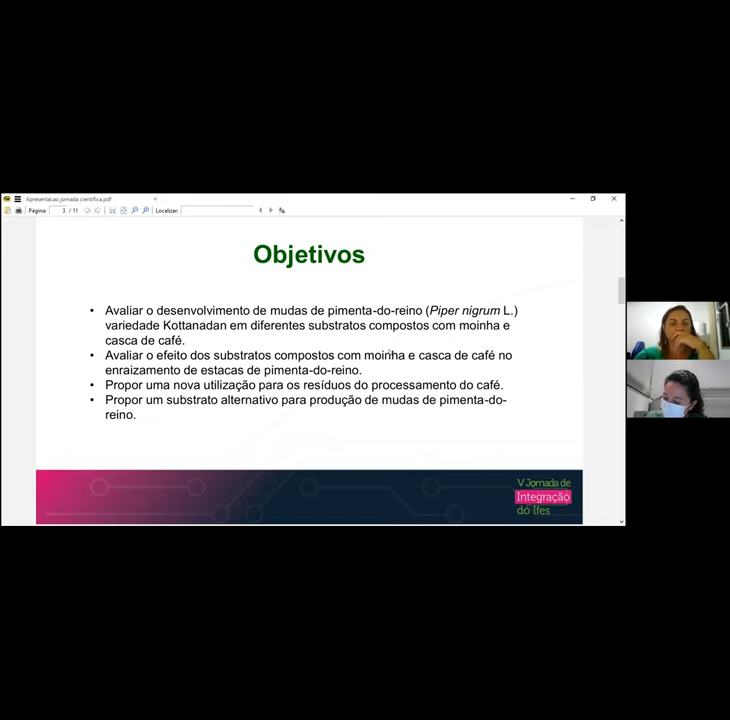 Apresentacao jornada cientifica.pdf
Página: 3 / 11 Localizar:
Objetivos
• Avaliar o desenvolvimento de mudas de pimenta-do-reino (Piper nigrum L.)
variedade Kottanadan em diferentes substratos compostos com moinha e
casca de café.
• Avaliar o efeito dos substratos compostos com moinha e casca de café no
enraizamento de estacas de pimenta-do-reino.
• Propor uma nova utilização para os resíduos do processamento do café.
• Propor um substrato alternativo para produção de mudas de pimenta-do-
reino.
V Jornada de
Integração
do Ifes